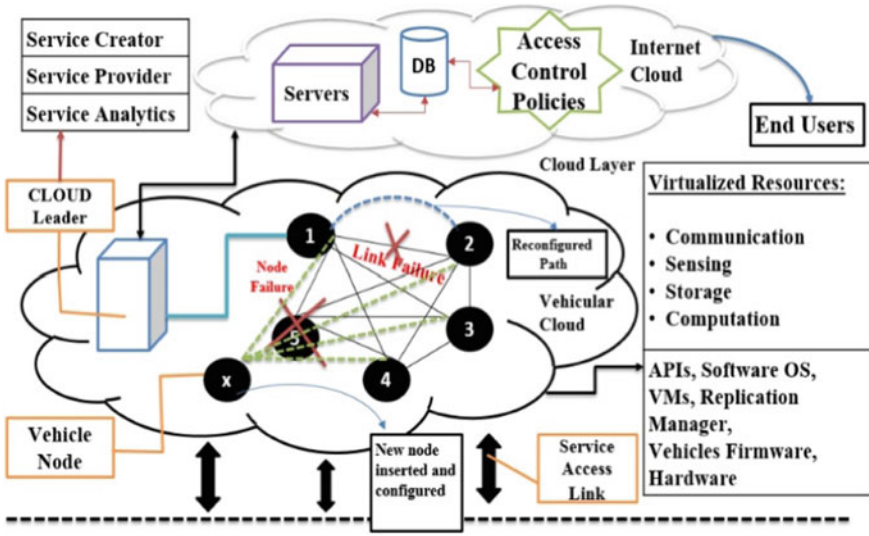 Service Creator
Service Provider
Service Analytics
Servers
DB
Access
Control
Policies
Internet
Cloud
End Users
CLOUD
Leader
Cloud Layer
Virtualized Resources:
• Communication
• Sensing
• Storage
• Computation
1
2
Link Failure
Node
Failure
Reconfigured
Path
Vehicular
Cloud
5
3
x
4
APIs, Software OS,
VMs, Replication
Manager,
Vehicles Firmware,
Hardware
Vehicle
Node
New node
inserted and
configured
Service
Access
Link